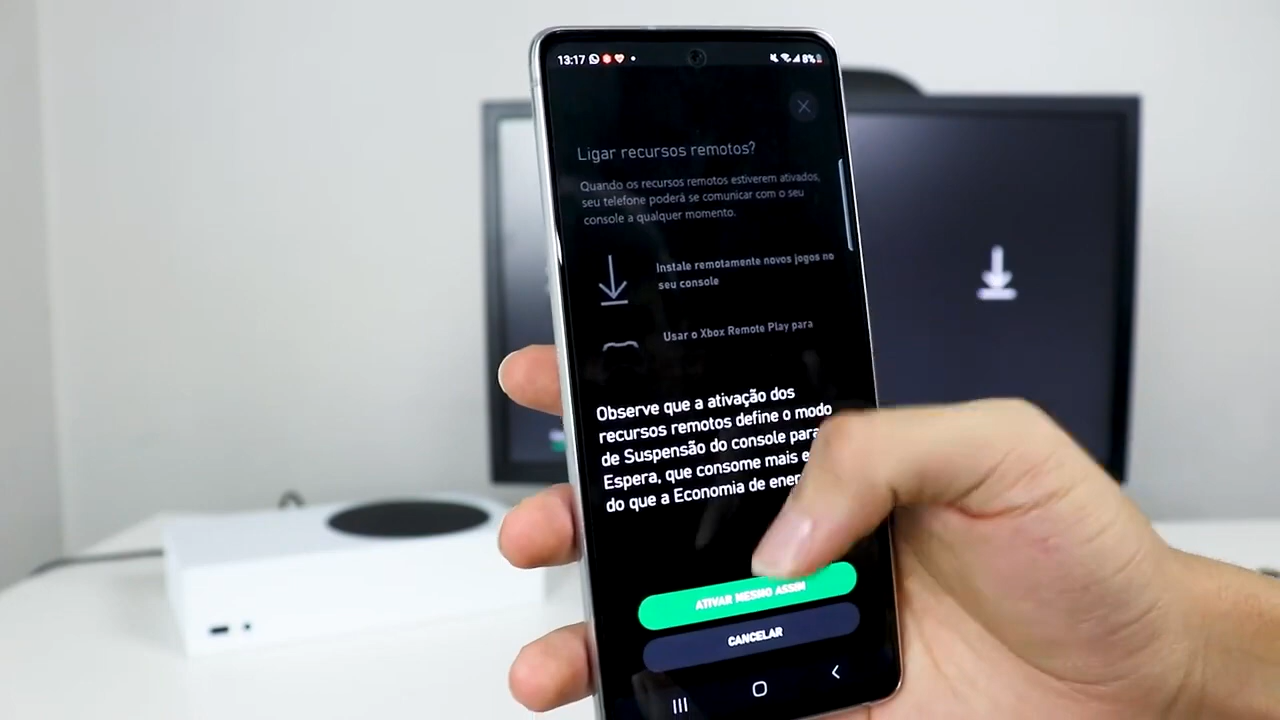 13:17
8%
Ligar recursos remotos?
Quando os recursos remotos estiverem ativados,
seu telefone poderá se comunicar com o seu
console a qualquer momento.
Instale remotamente novos jogos no
seu console
Usar o Xbox Remote Play para
Observe que a ativação dos
recursos remotos define o modo
de Suspensão do console para
Espera, que consome mais
do que a Economia de
ATIVAR MESMO ASSIM
CANCELAR